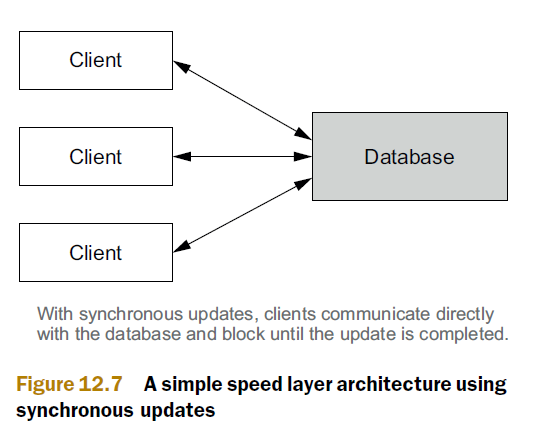 Client
Client
Database
Client
With synchronous updates, clients communicate directly
with the database and block until the update is completed.
Figure 12.7 A simple speed layer architecture using
synchronous updates